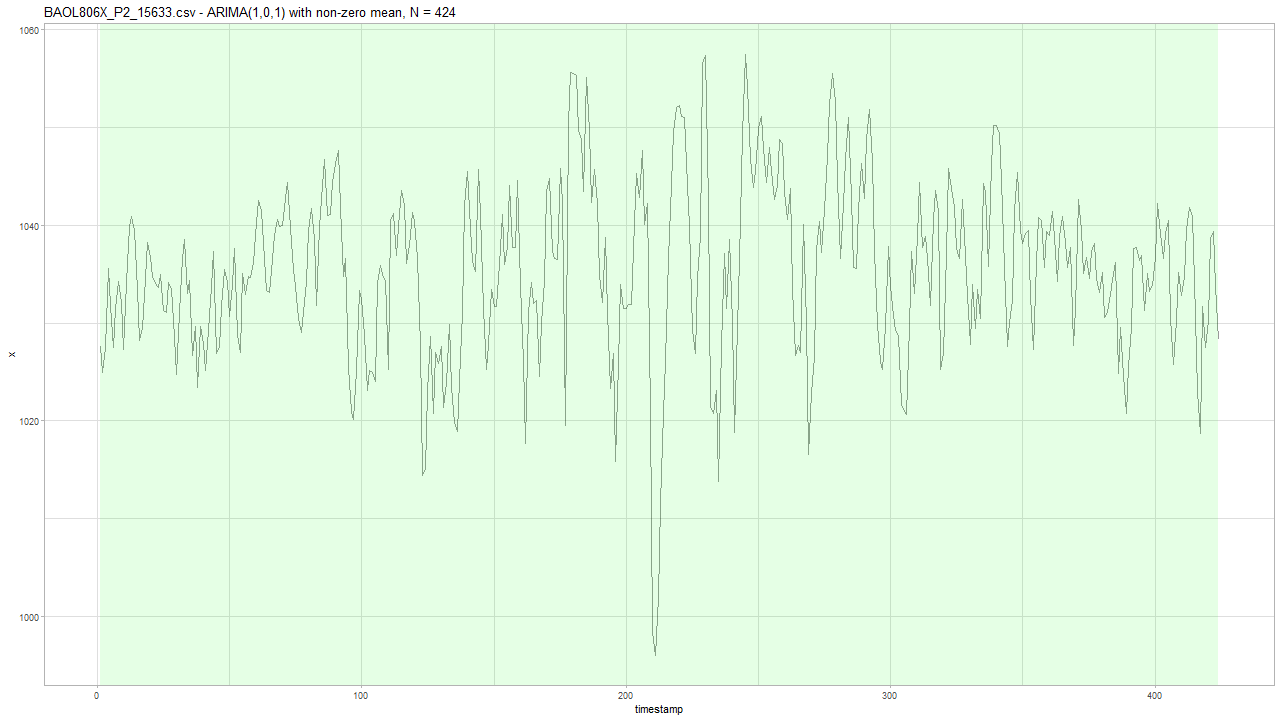 BAOL806X_P2_15633.csv - ARIMA(1,0,1) with non-zero mean, N = 424
1060
1040
1020
1000
x
0 100 200 300 400
timestamp